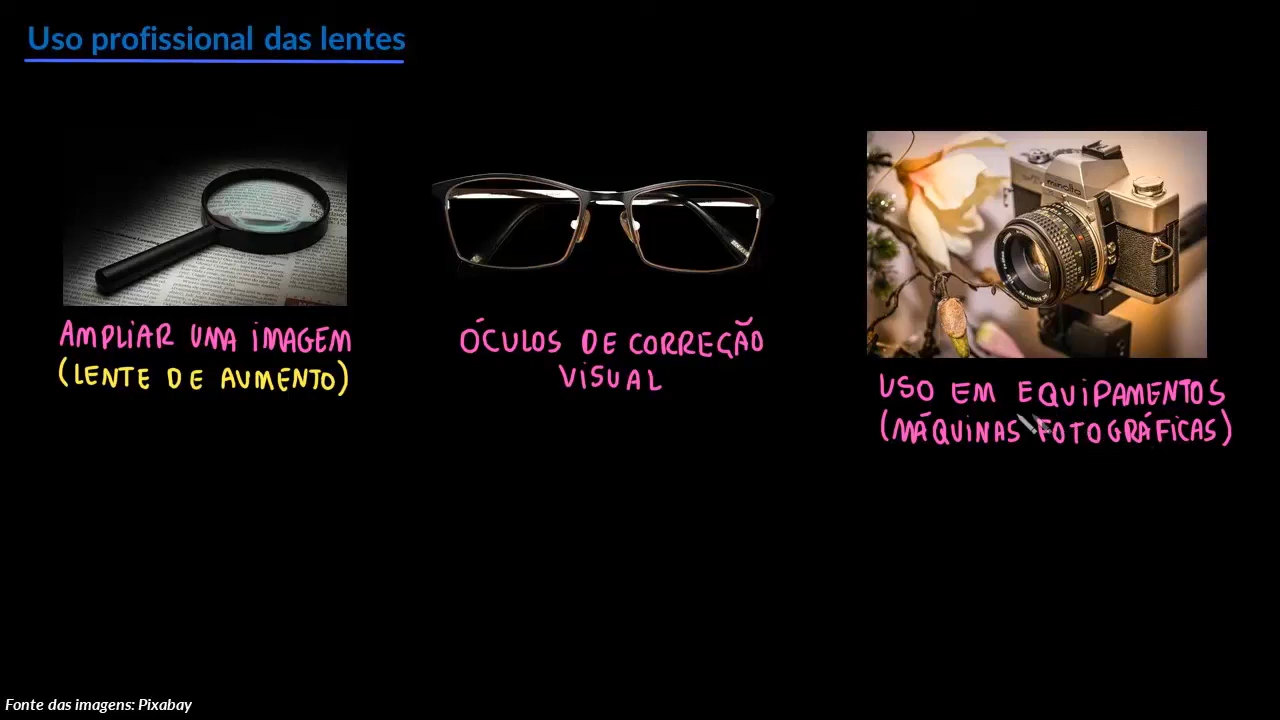 Uso profissional das lentes
minolta
AMPLIAR UMA IMAGEM
(LENTE DE AUMENTO)
ÓCULOS DE CORREÇÃO
VISUAL
USO EM EQUIPAMENTOS
(MÁQUINAS FOTOGRÁFICAS)
Fonte das imagens: Pixabay